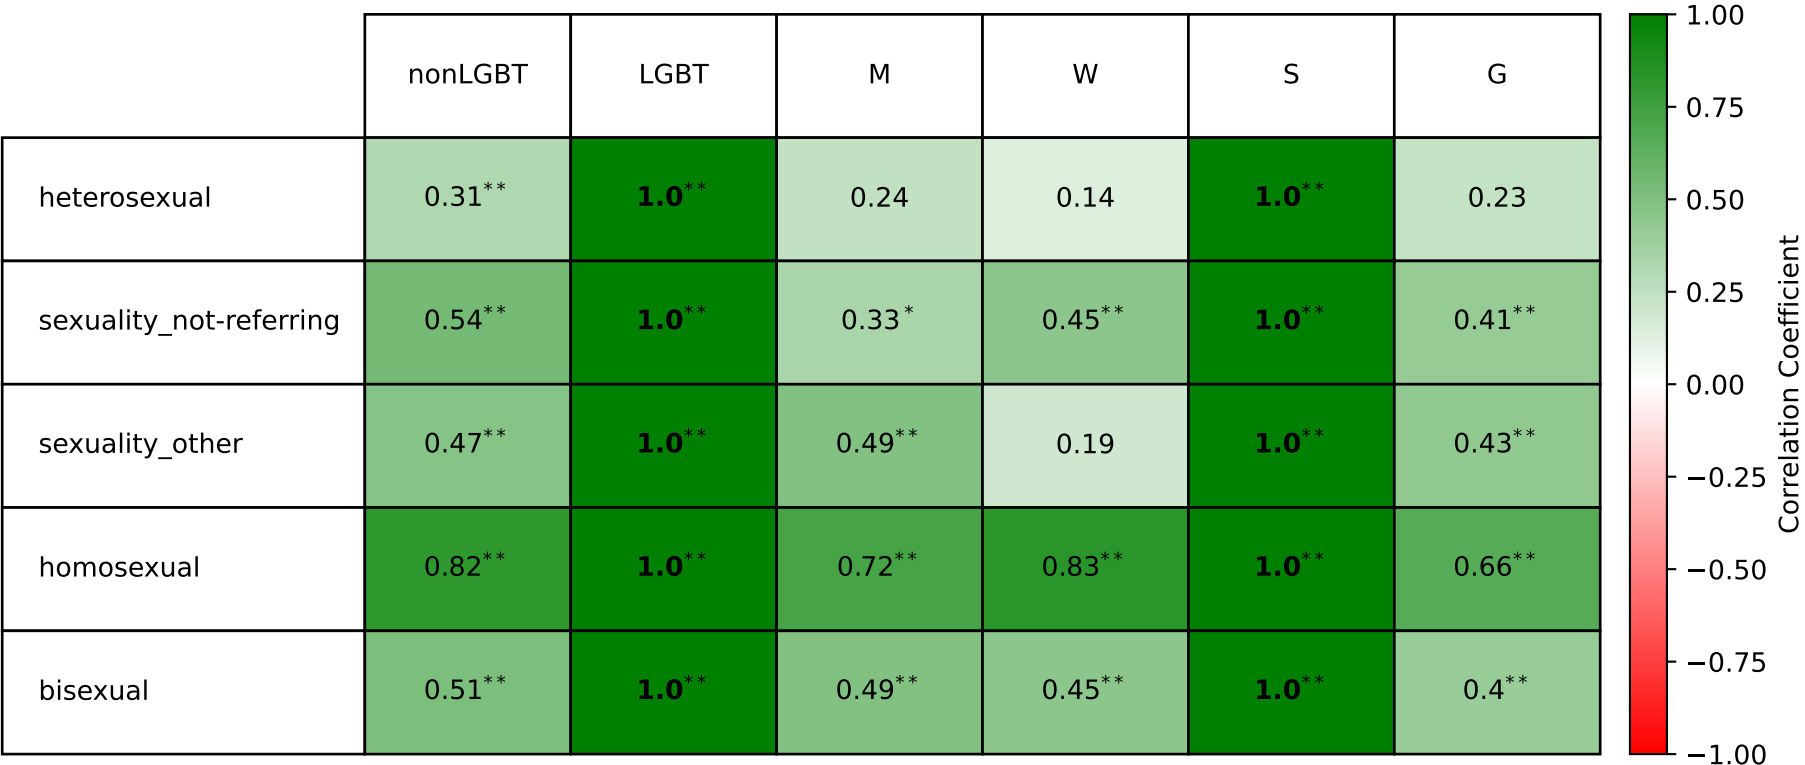 nonLGBT LGBT M W S G
heterosexual 0.31** 1.0** 0.24 0.14 1.0** 0.23
sexuality_not-referring 0.54** 1.0** 0.33* 0.45** 1.0** 0.41**
sexuality_other 0.47** 1.0** 0.49** 0.19 1.0** 0.43**
homosexual 0.82** 1.0** 0.72** 0.83** 1.0** 0.66**
bisexual 0.51** 1.0** 0.49** 0.45** 1.0** 0.4**
1.00
0.75
0.50
0.25
0.00
−0.25
−0.50
−0.75
−1.00
Correlation Coefficient